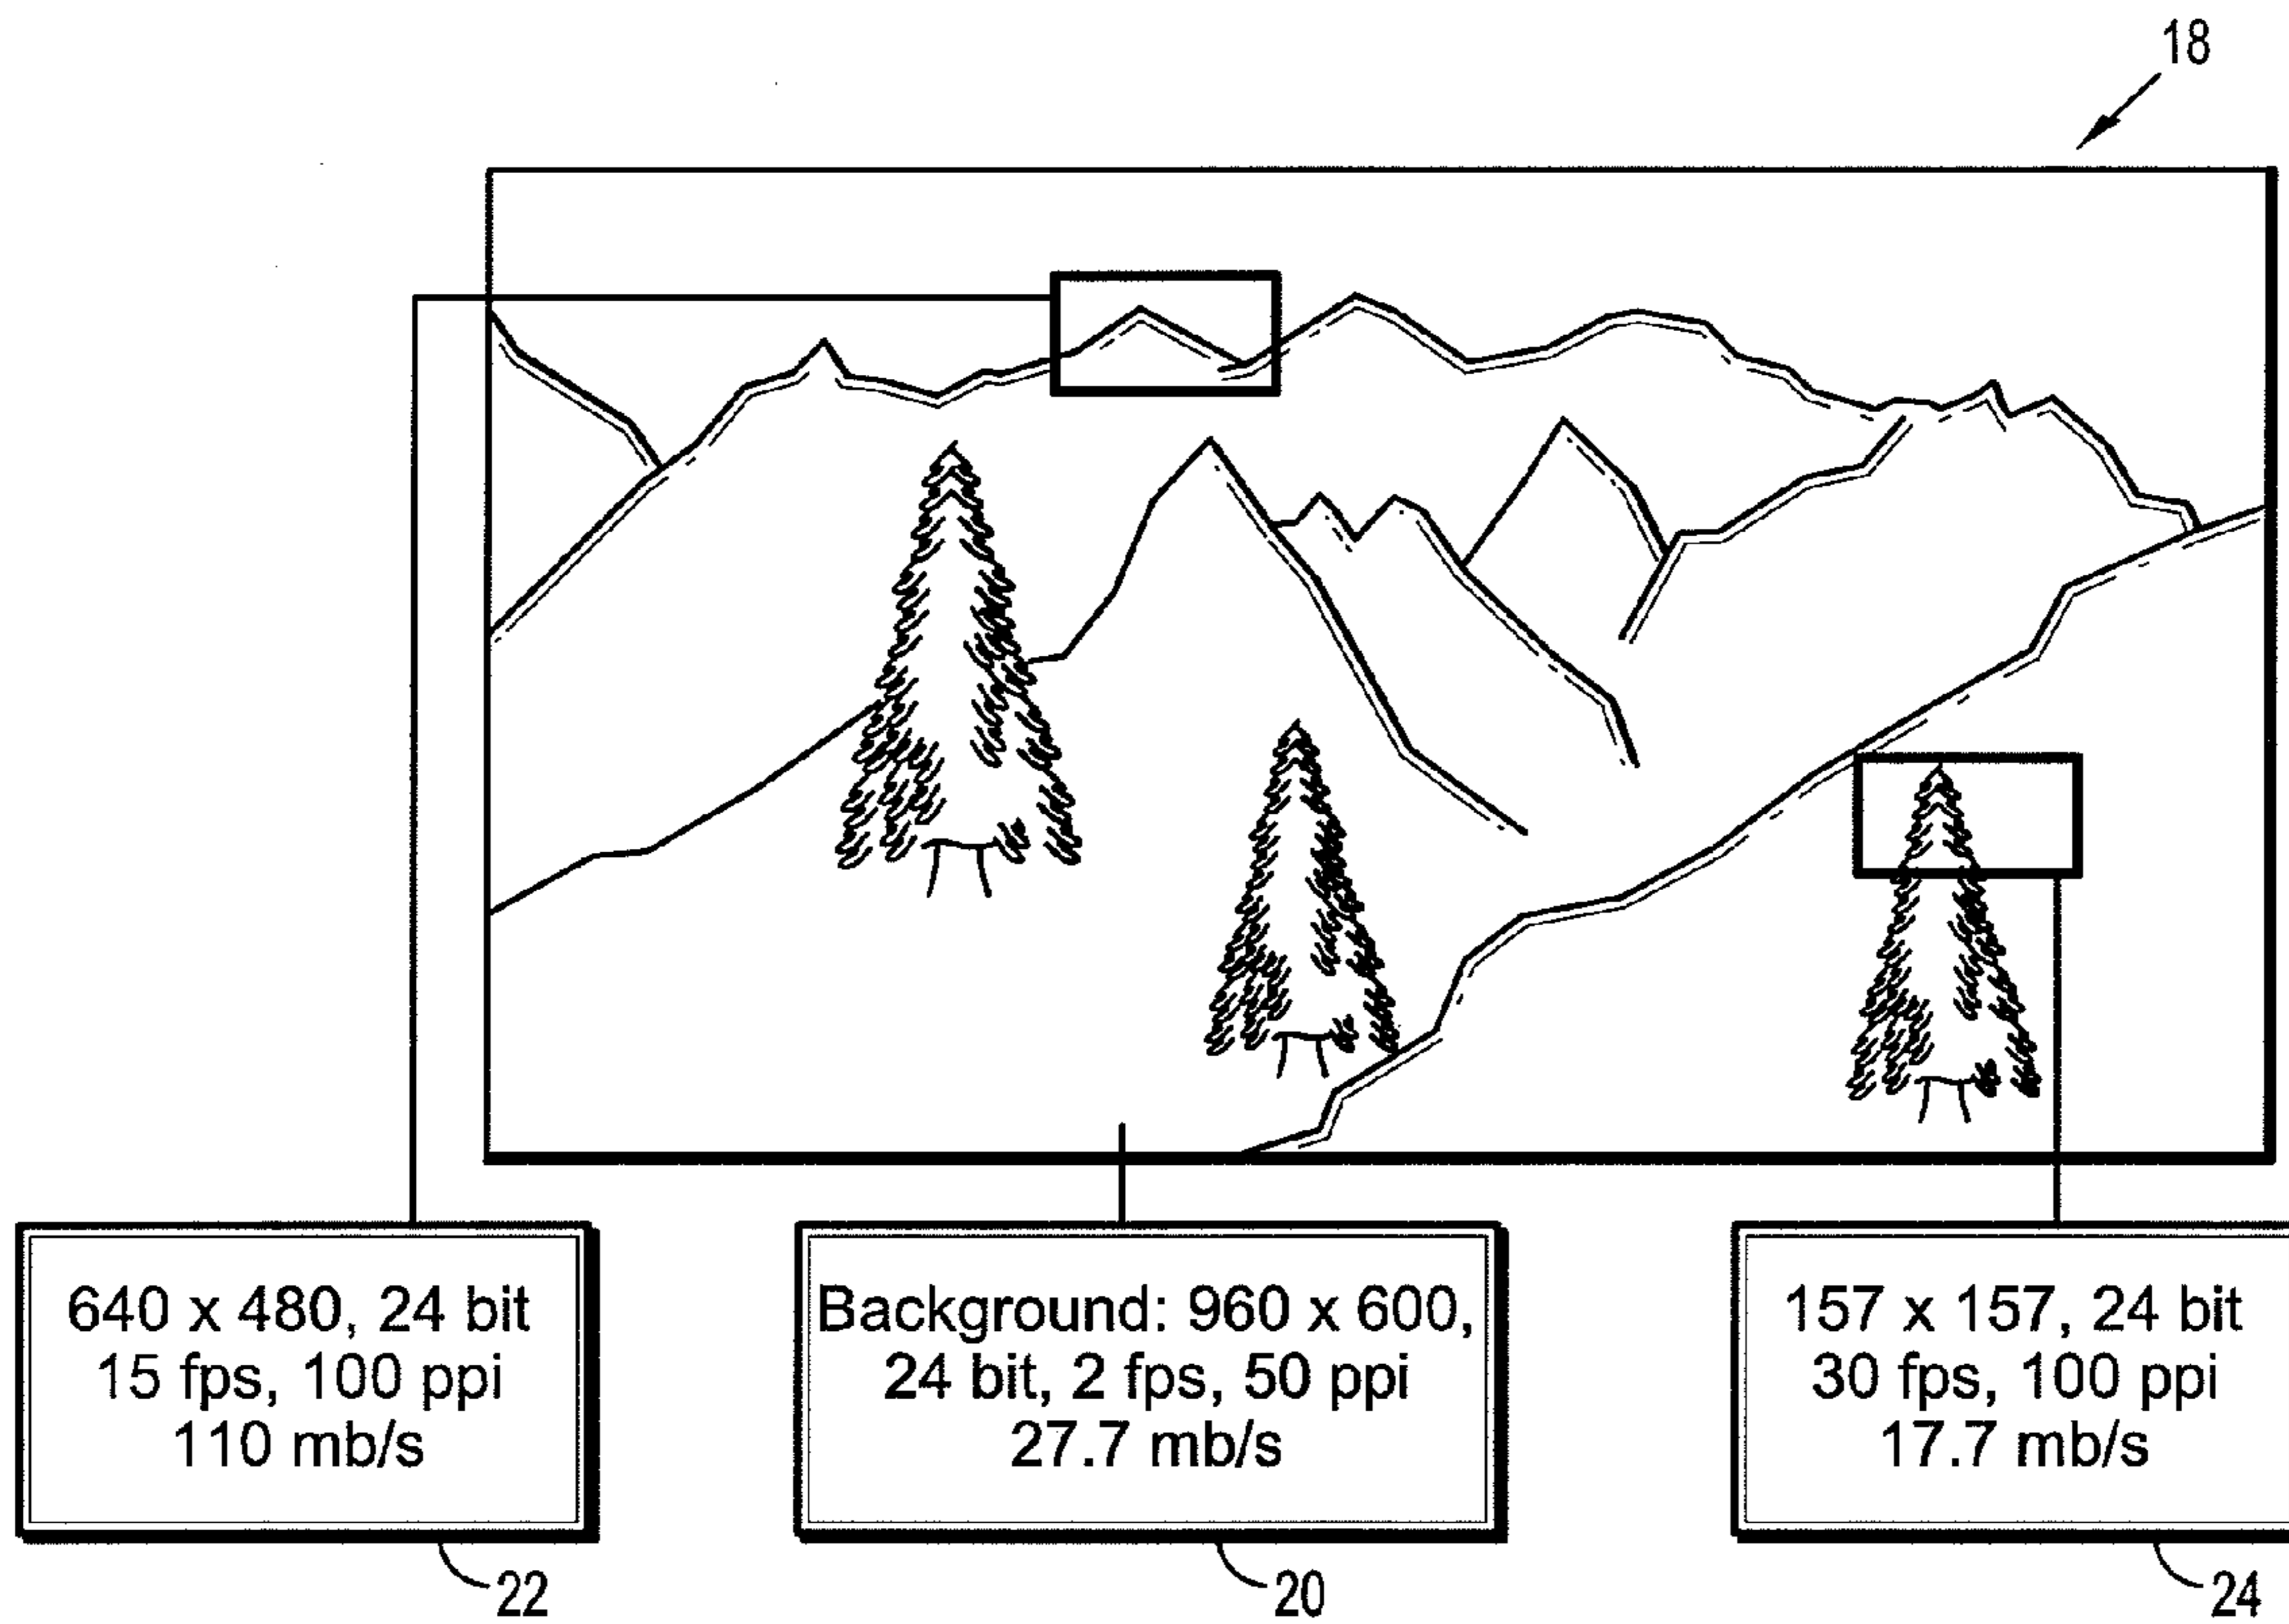 18
640 x 480, 24 bit
15 fps, 100 ppi
110 mb/s
22
Background: 960 x 600,
24 bit, 2 fps, 50 ppi
27.7 mb/s
20
157 x 157, 24 bit
30 fps, 100 ppi
17.7 mb/s
24